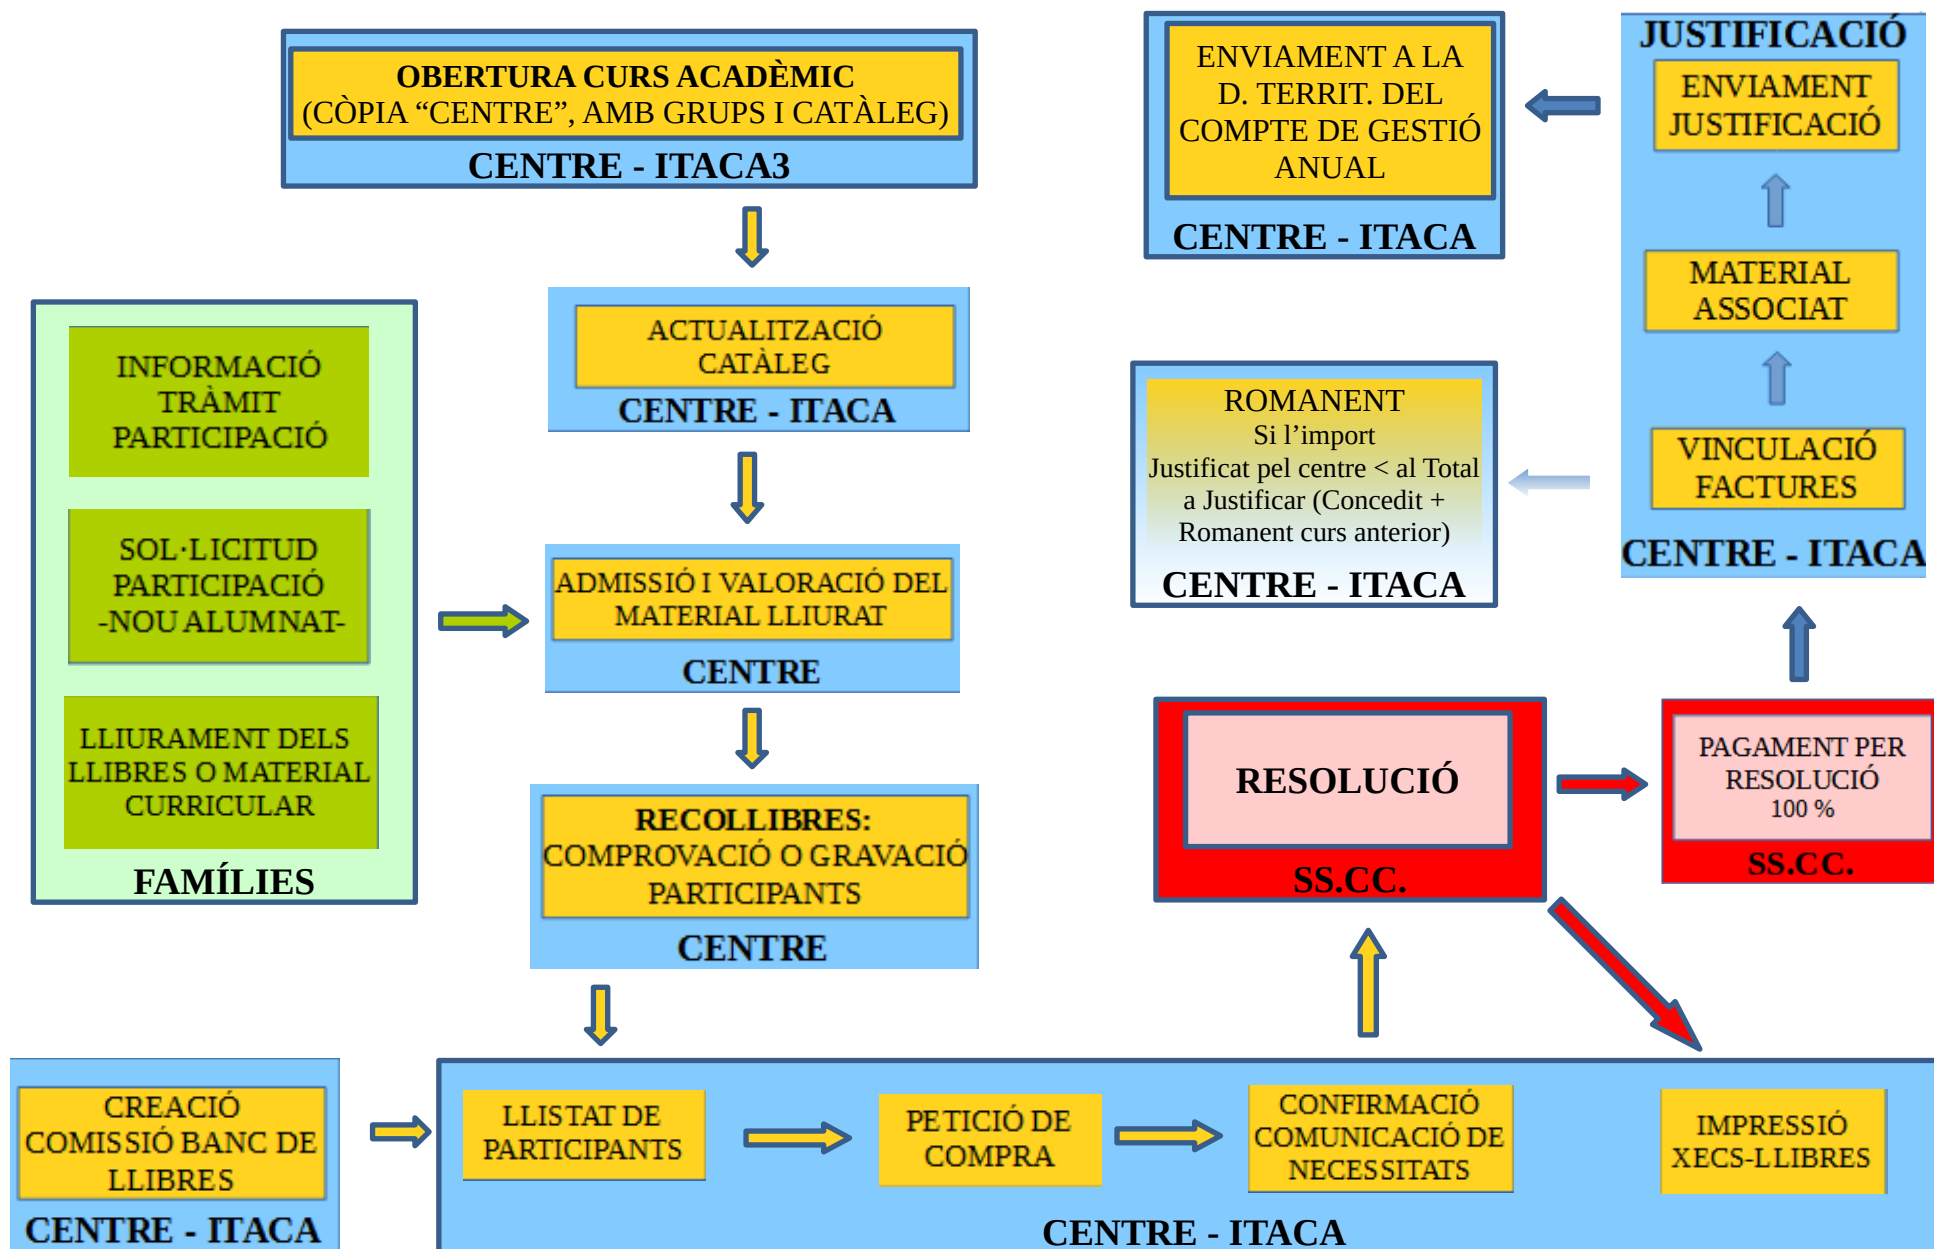 OBERTURA CURS ACADÈMIC
(CÒPIA “CENTRE”, AMB GRUPS I CATÀLEG)
CENTRE - ITACA3
ACTUALITZACIÓ
CATÀLEG
CENTRE - ITACA
INFORMACIÓ
TRÀMIT
PARTICIPACIÓ
SOL·LICITUD
PARTICIPACIÓ
-NOU ALUMNAT-
LLIURAMENT DELS
LLIBRES O MATERIAL
CURRICULAR
FAMÍLIES
ADMISSIÓ I VALORACIÓ DEL
MATERIAL LLIURAT
CENTRE
RECOLLIBRES:
COMPROVACIÓ O GRAVACIÓ
PARTICIPANTS
CENTRE
CREACIÓ
COMISSIÓ BANC DE
LLIBRES
CENTRE - ITACA
LLISTAT DE
PARTICIPANTS
PETICIÓ DE
COMPRA
CONFIRMACIÓ
COMUNICACIÓ DE
NECESSITATS
IMPRESSIÓ
XECS-LLIBRES
CENTRE - ITACA
RESOLUCIÓ
SS.CC.
PAGAMENT PER
RESOLUCIÓ
100 %
SS.CC.
JUSTIFICACIÓ
ENVIAMENT
JUSTIFICACIÓ
MATERIAL
ASSOCIAT
VINCULACIÓ
FACTURES
CENTRE - ITACA
ENVIAMENT A LA
D. TERRIT. DEL
COMPTE DE GESTIÓ
ANUAL
CENTRE - ITACA
ROMANENT
Si l’import
Justificat pel centre < al Total
a Justificar (Concedit +
Romanent curs anterior)
CENTRE - ITACA